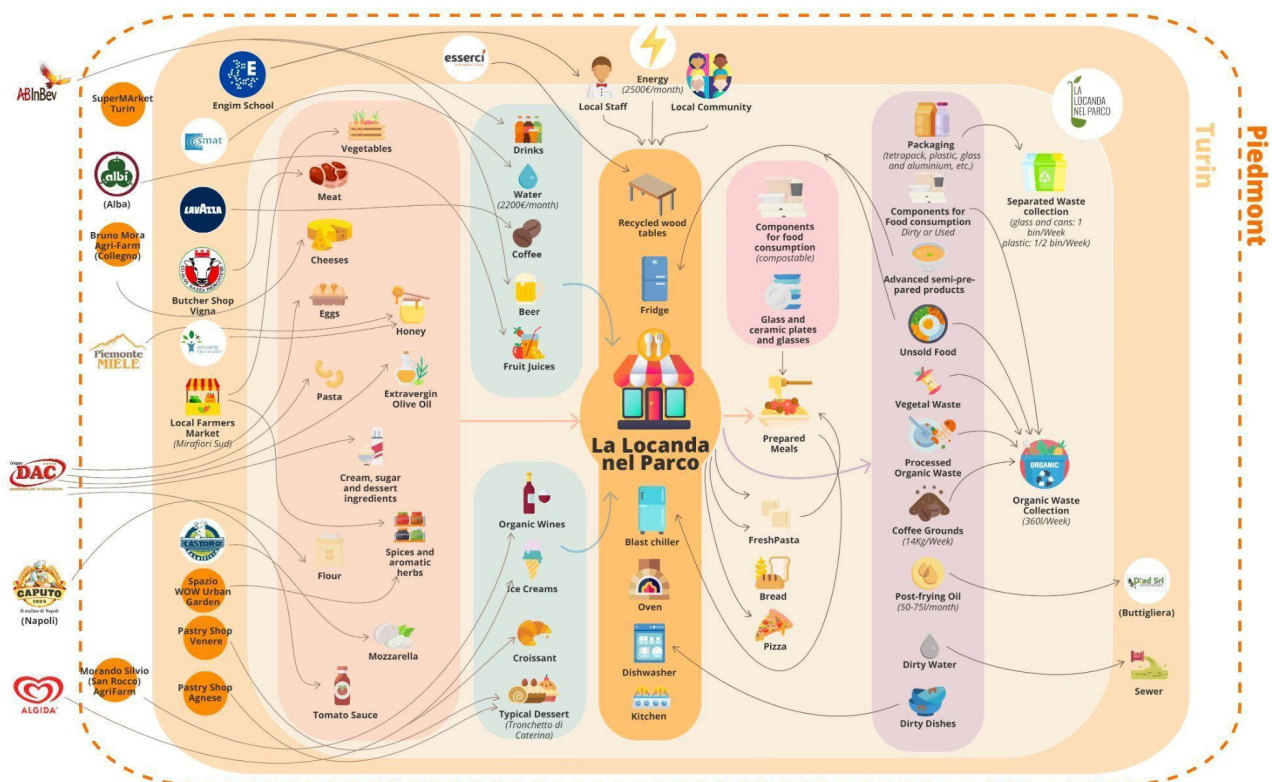 ABInBev
SuperMArket
Turin
albi
(Alba)
Bruno Mora
Agri-Farm
(Collegno)
Piemonte
MIELE
Gruppo
DAC
CAPUTO
1924
Il mulino di Napoli
(Napoli)
ALGIDA
Morando Silvio
(San Rocco)
AgriFarm
E
Engim School
smat
LAVAZZA
Butcher Shop
Vigna
Local Farmers
Market
(Mirafiori Sud)
CASTORO
Spazio
WOW Urban
Garden
Pastry Shop
Venere
Pastry Shop
Agnese
Vegetables
Meat
Cheeses
Eggs
Honey
Pasta
Extravergin
Olive Oil
Cream, sugar
and dessert
ingredients
Spices and
aromatic
herbs
Flour
Mozzarella
Tomato Sauce
essercì
Drinks
Water
(2200€/month)
Coffee
Beer
Fruit Juices
Organic Wines
Ice Creams
Croissant
Typical Dessert
(Tronchetto di
Caterina)
Local Staff
Energy
(2500€/month)
Local Community
Recycled wood
tables
Fridge
La Locanda
nel Parco
Blast chiller
Oven
Dishwasher
Kitchen
Components
for food
consumption
(compostable)
Glass and
ceramic plates
and glasses
Prepared
Meals
FreshPasta
Bread
Pizza
Packaging
(tetrapack, plastic, glass
and aluminium, etc.)
Components for
Food consumption
Dirty or Used
Advanced semi-pre-
pared products
Unsold Food
Vegetal Waste
Processed
Organic Waste
Coffee Grounds
(14Kg/Week)
Post-frying Oil
(50-75l/month)
Dirty Water
Dirty Dishes
LA
LOCANDA
NEL PARCO
Separated Waste
collection
(glass and cans: 1
bin/Week
plastic: 1/2 bin/Week)
ORGANIC
Organic Waste
Collection
(360l/Week)
(Buttigliera)
Sewer
Turin
Piedmont